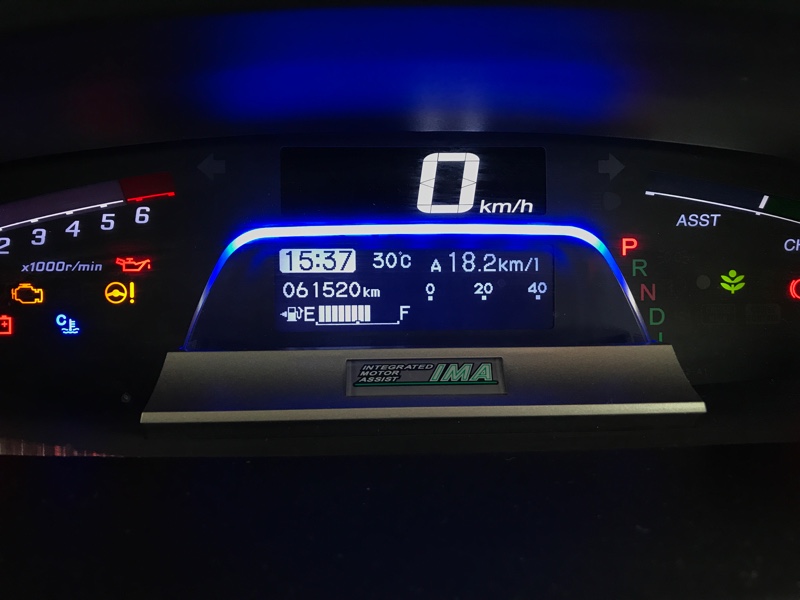 0 km/h
2 3 4 5 6
x1000r/min
15:37 30℃ A 18.2km/l
061520km 0 20 40
E F
C
P
R
N
D
L
ASST
INTEGRATED
MOTOR
ASSIST
IMA